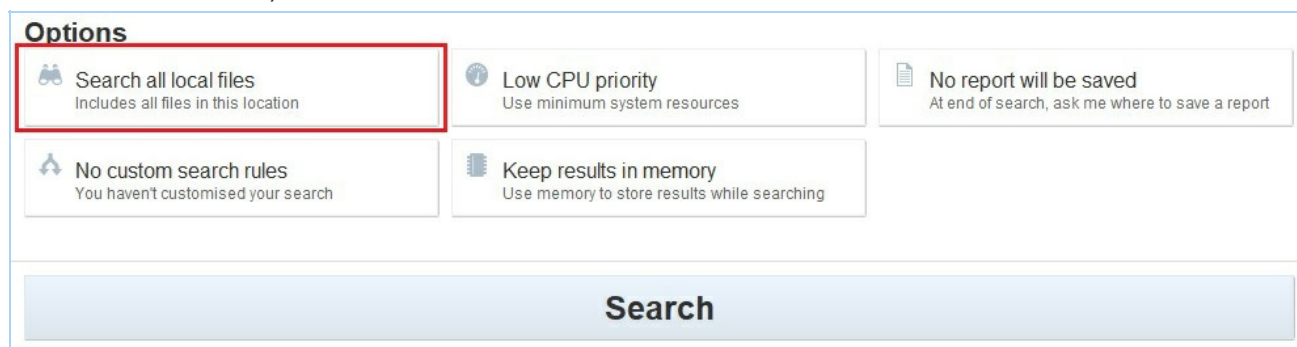 Options
Search all local files
Includes all files in this location
Low CPU priority
Use minimum system resources
No report will be saved
At end of search, ask me where to save a report
No custom search rules
You haven't customised your search
Keep results in memory
Use memory to store results while searching
Search